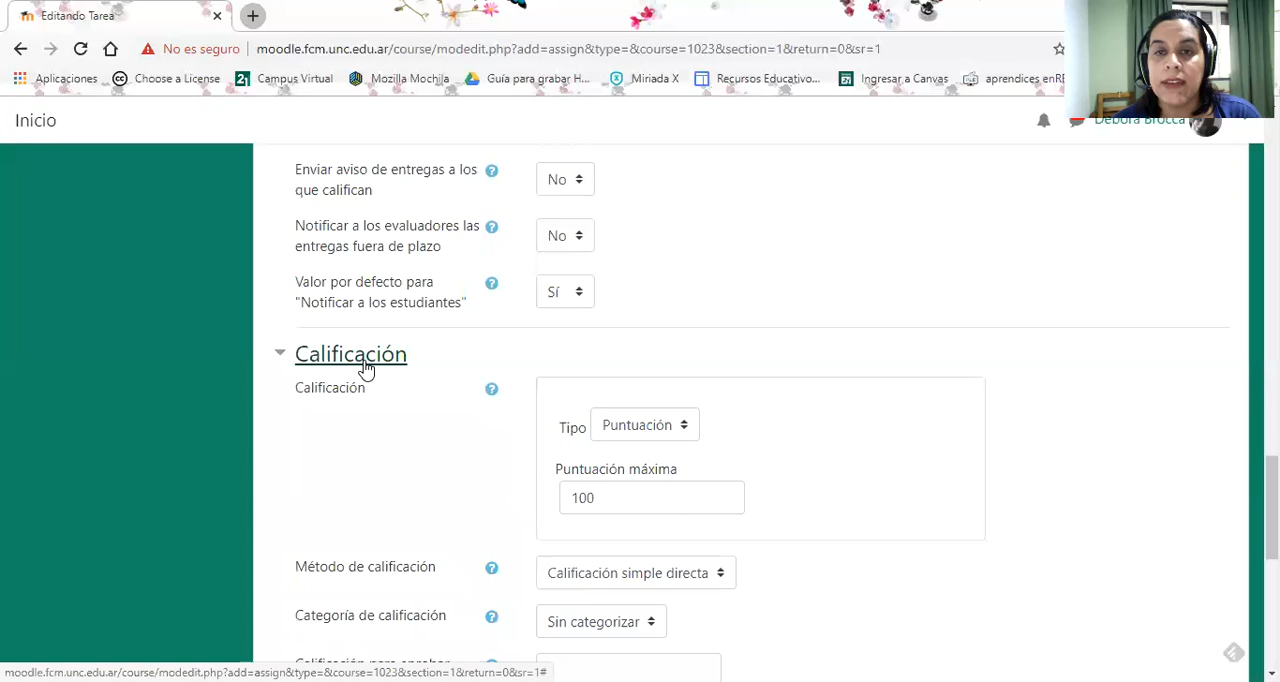 Editando Tarea
No es seguro
moodle.fcm.unc.edu.ar/course/modedit.php?add=assign&type=&course=1023&section=1&return=0&sr=1
Aplicaciones
Choose a License
Campus Virtual
Mozilla Mochila
Guía para grabar H...
Miriada X
Recursos Educativo...
Ingresar a Canvas
aprendices enRE
Inicio
Débora Brocca
Enviar aviso de entregas a los
que califican
No
Notificar a los evaluadores las
entregas fuera de plazo
No
Valor por defecto para
"Notificar a los estudiantes"
Sí
Calificación
Calificación
Tipo
Puntuación
Puntuación máxima
100
Método de calificación
Calificación simple directa
Categoría de calificación
Sin categorizar
Calificación para aprobar
moodle.fcm.unc.edu.ar/course/modedit.php?add=assign&type=&course=1023&section=1&return=0&sr=1#